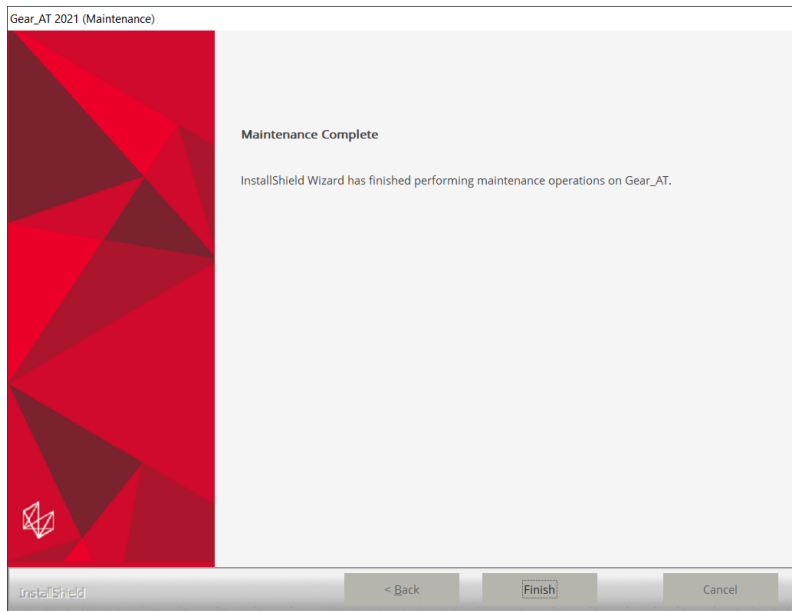 Gear_AT 2021 (Maintenance)
Maintenance Complete
InstallShield Wizard has finished performing maintenance operations on Gear_AT.
InstallShield
< Back
Finish
Cancel